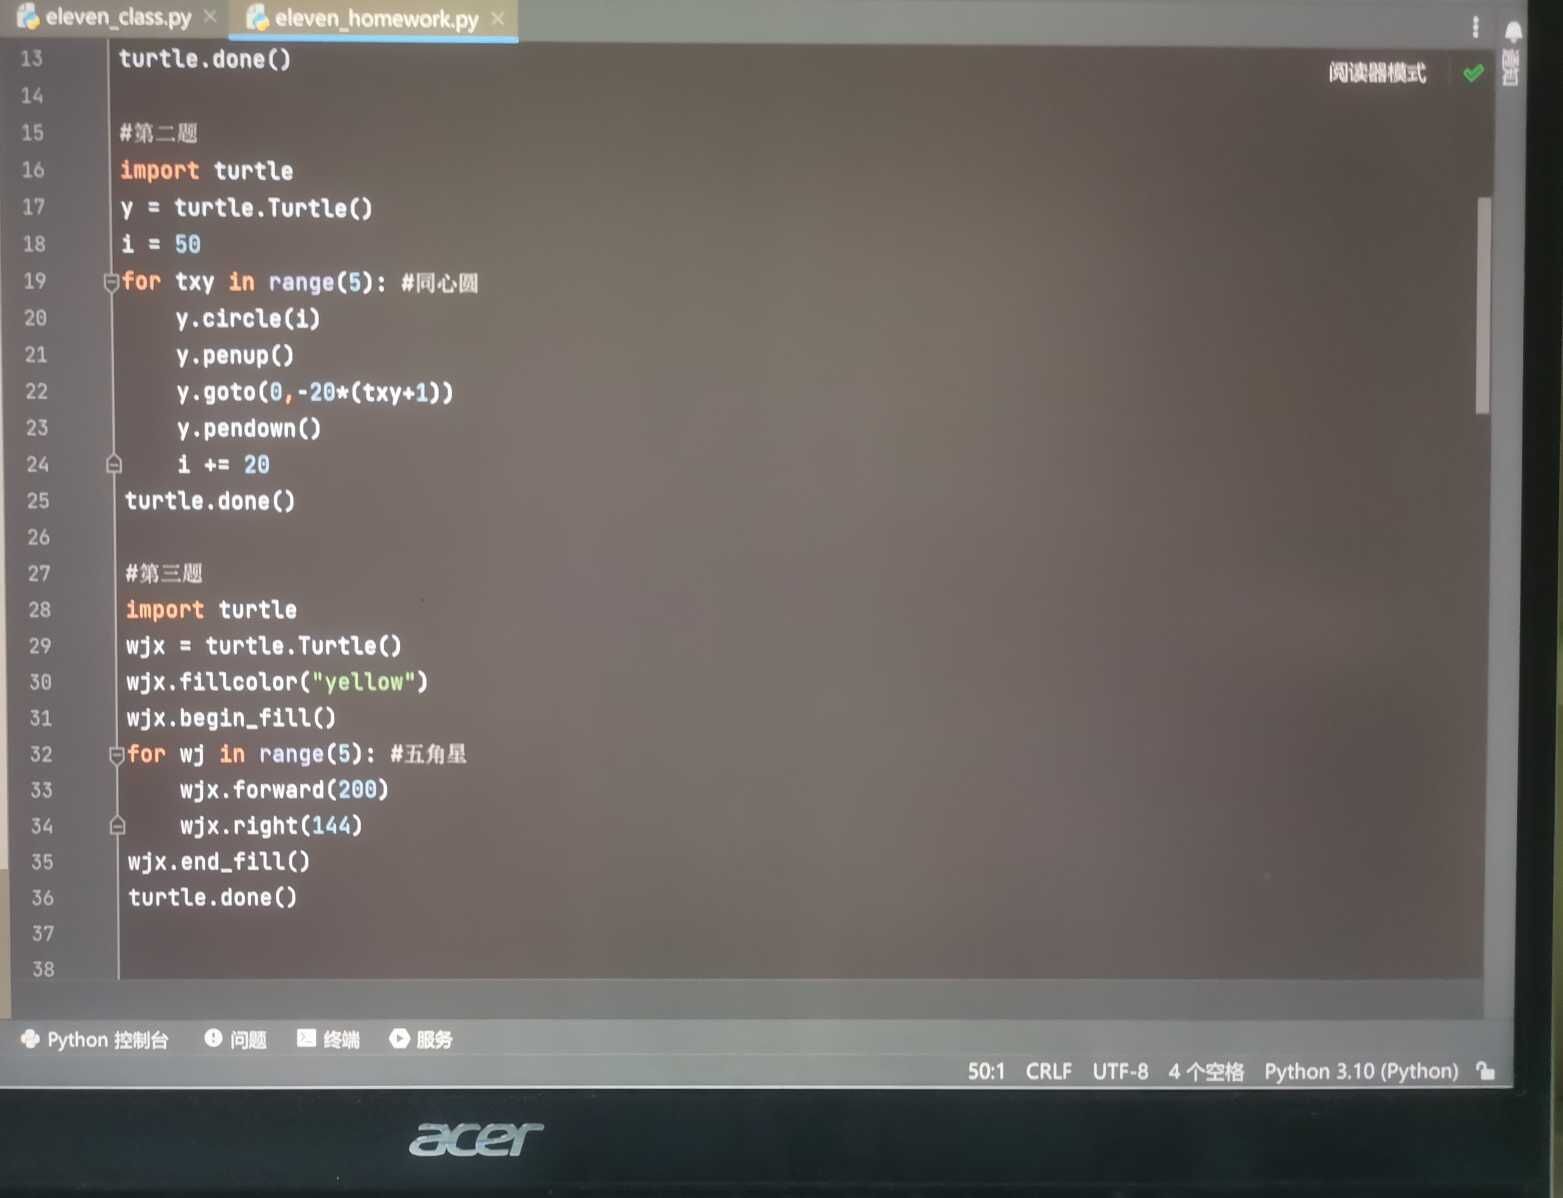 eleven_class.py × eleven_homework.py ×
阅读器模式
通知
13 turtle.done()
14
15 #第二题
16 import turtle
17 y = turtle.Turtle()
18 i = 50
19 for txy in range(5): #同心圆
20     y.circle(i)
21     y.penup()
22     y.goto(0,-20*(txy+1))
23     y.pendown()
24     i += 20
25 turtle.done()
26
27 #第三题
28 import turtle
29 wjx = turtle.Turtle()
30 wjx.fillcolor("yellow")
31 wjx.begin_fill()
32 for wj in range(5): #五角星
33     wjx.forward(200)
34     wjx.right(144)
35 wjx.end_fill()
36 turtle.done()
37
38
Python 控制台 问题 终端 服务
50:1 CRLF UTF-8 4 个空格 Python 3.10 (Python)
acer